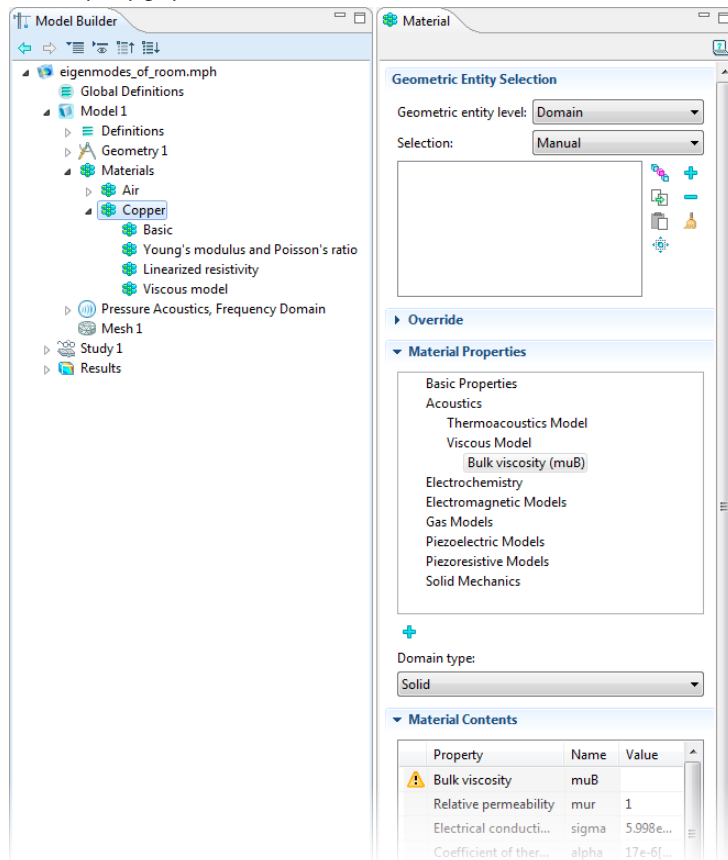 Model Builder
eigenmodes_of_room.mph
Global Definitions
Model 1
Definitions
Geometry 1
Materials
Air
Copper
Basic
Young's modulus and Poisson's ratio
Linearized resistivity
Viscous model
Pressure Acoustics, Frequency Domain
Mesh 1
Study 1
Results
Material
Geometric Entity Selection
Geometric entity level: Domain
Selection: Manual
Override
Material Properties
Basic Properties
Acoustics
Thermoacoustics Model
Viscous Model
Bulk viscosity (muB)
Electrochemistry
Electromagnetic Models
Gas Models
Piezoelectric Models
Piezoresistive Models
Solid Mechanics
Domain type:
Solid
Material Contents
Property Name Value
Bulk viscosity muB
Relative permeability mur 1
Electrical conducti... sigma 5.998e...
Coefficient of ther... alpha 17e-6[...